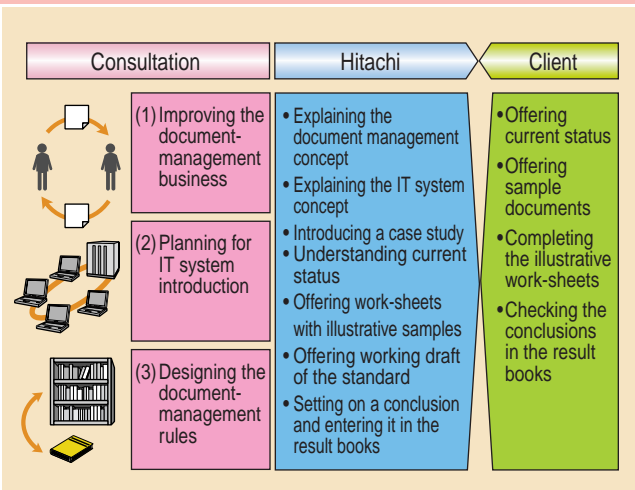 Consultation
Hitachi
Client
(1) Improving the
document-
management
business
(2) Planning for
IT system
introduction
(3) Designing the
document-
management
rules
• Explaining the
document management
concept
• Explaining the IT system
concept
• Introducing a case study
• Understanding current
status
• Offering work-sheets
with illustrative samples
• Offering working draft
of the standard
• Setting on a conclusion
and entering it in the
result books
• Offering
current status
• Offering
sample
documents
• Completing
the illustrative
work-sheets
• Checking the
conclusions
in the result
books